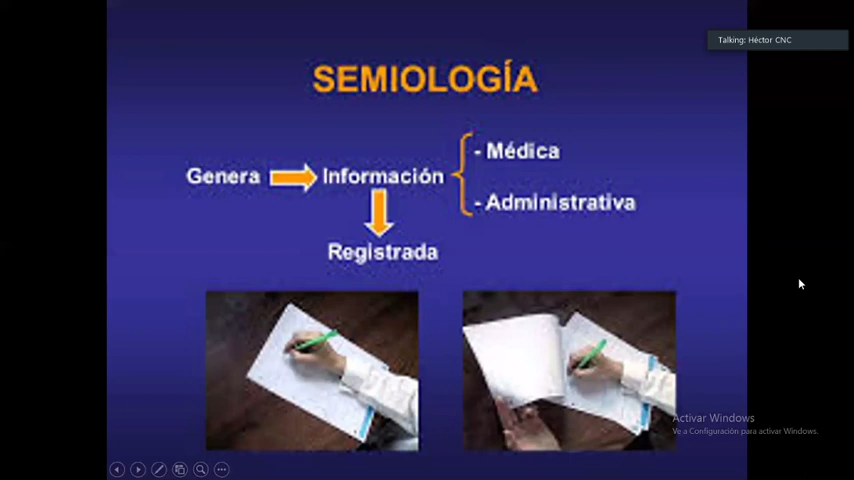 Talking: Héctor CNC
SEMIOLOGÍA
- Médica
Genera Información
- Administrativa
Registrada
Activar Windows
Ve a Configuración para activar Windows.